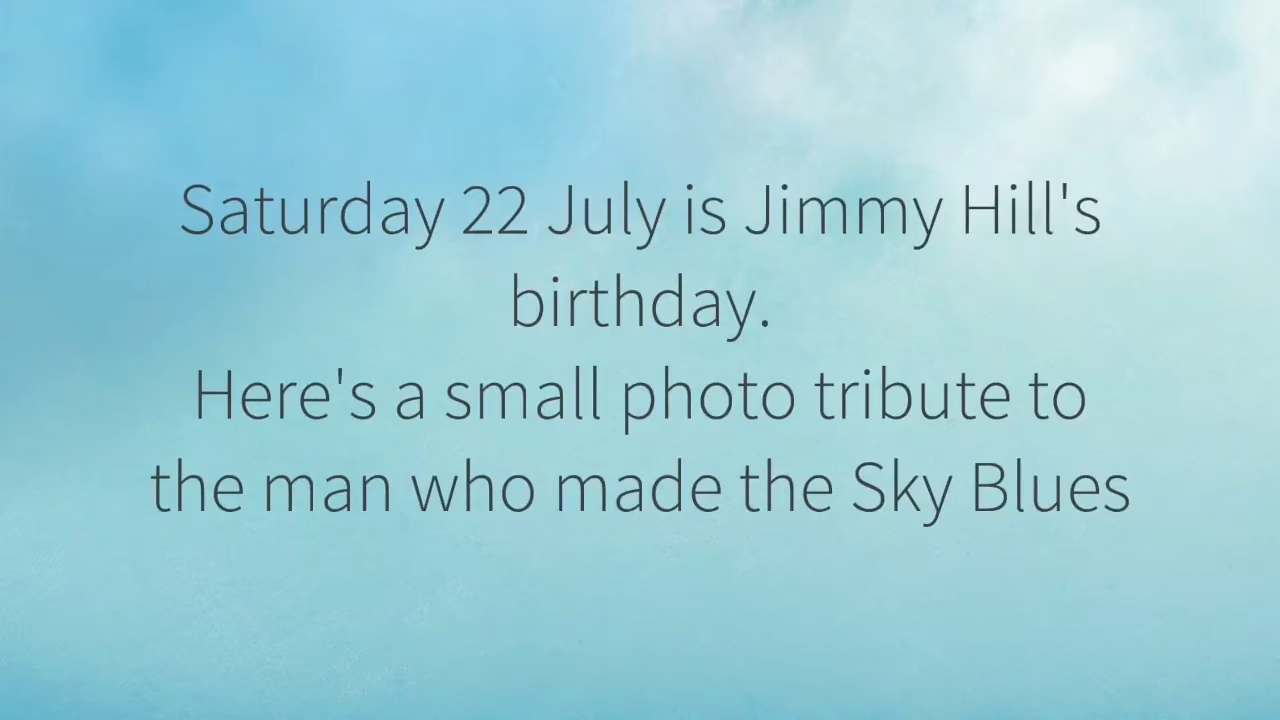 Saturday 22 July is Jimmy Hill's
birthday.
Here's a small photo tribute to
the man who made the Sky Blues